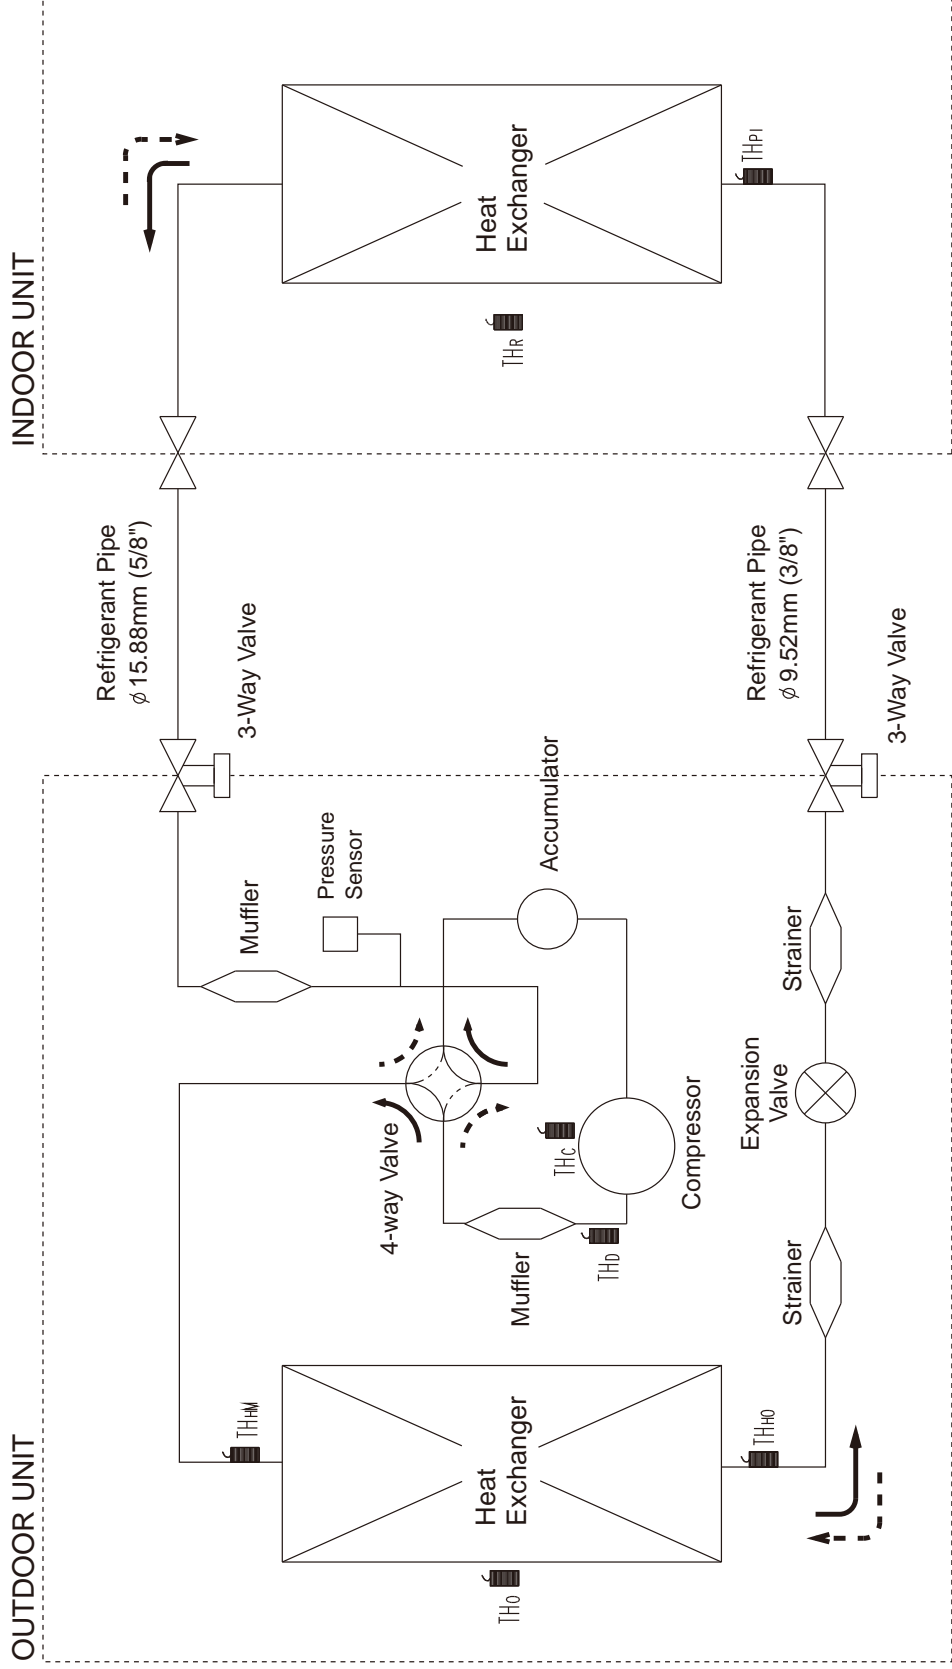 OUTDOOR UNIT
INDOOR UNIT
Refrigerant Pipe
ϕ 15.88mm (5/8")
3-Way Valve
Muffler
Pressure
Sensor
4-way Valve
Accumulator
THHM
Heat
Exchanger
THO
Muffler
THD
THC
Compressor
THR
Heat
Exchanger
THPI
Refrigerant Pipe
ϕ 9.52mm (3/8")
3-Way Valve
THHO
Strainer
Expansion
Valve
Strainer